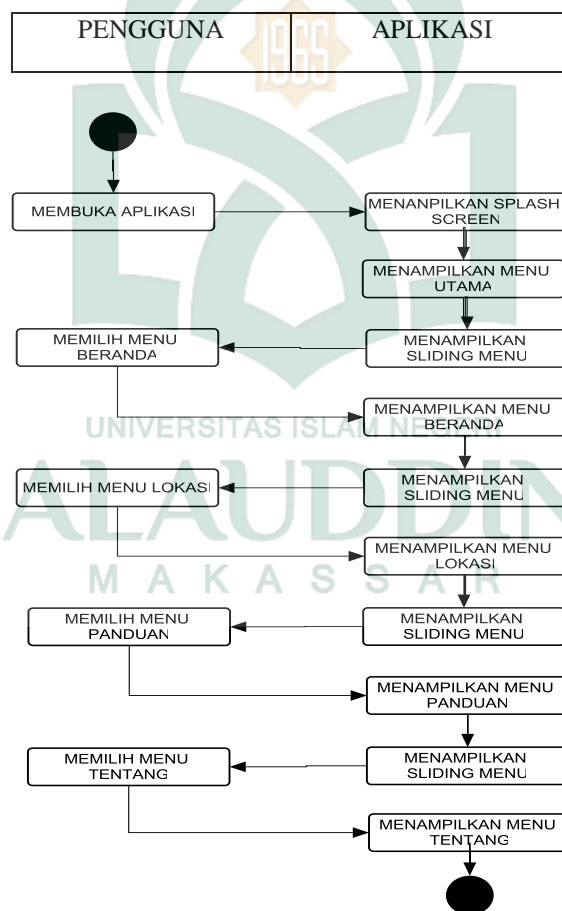 PENGGUNA APLIKASI
1965
MEMBUKA APLIKASI
MENANPILKAN SPLASH
SCREEN
MENAMPILKAN MENU
UTAMA
MENAMPILKAN
SLIDING MENU
MEMILIH MENU
BERANDA
MENAMPILKAN MENU
BERANDA
UNIVERSITAS ISLAM NEGERI
MENAMPILKAN
SLIDING MENU
MEMILIH MENU LOKASI
ALAUDDIN
MENAMPILKAN MENU
LOKASI
MAKASSAR
MENAMPILKAN
SLIDING MENU
MEMILIH MENU
PANDUAN
MENAMPILKAN MENU
PANDUAN
MENAMPILKAN
SLIDING MENU
MEMILIH MENU
TENTANG
MENAMPILKAN MENU
TENTANG